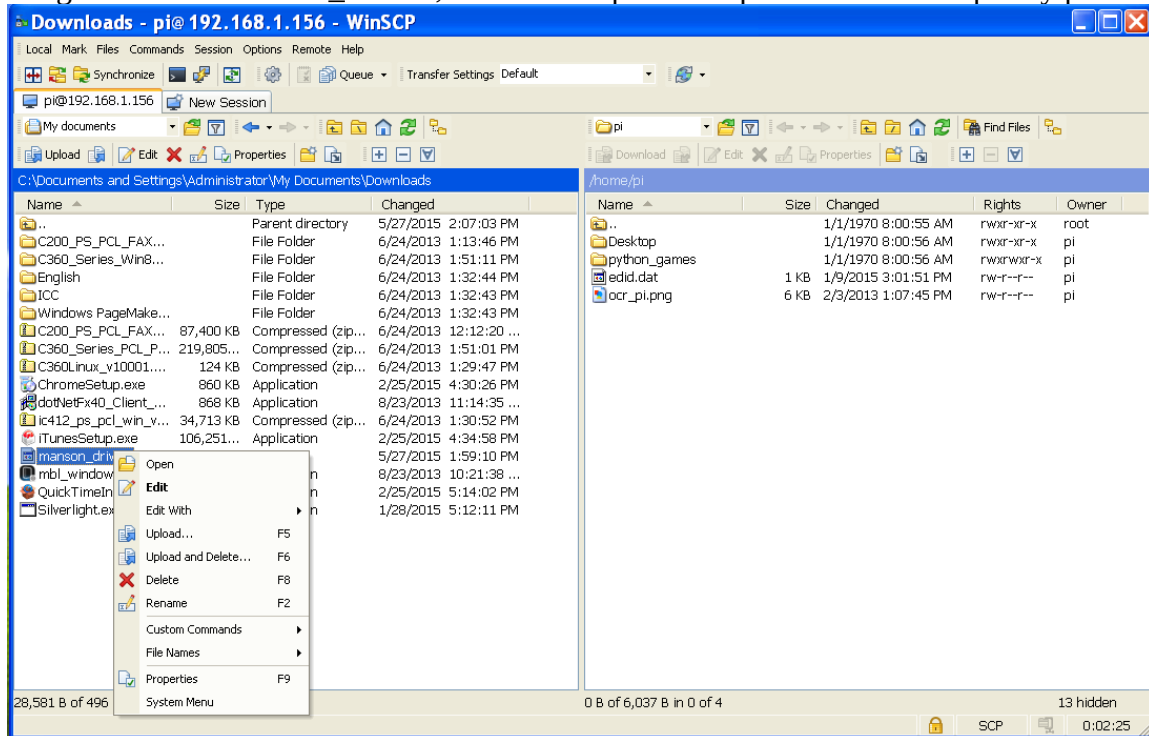 Downloads - pi@192.168.1.156 - WinSCP
Local Mark Files Commands Session Options Remote Help
Synchronize Queue Transfer Settings Default
pi@192.168.1.156 New Session
My documents
pi Find Files
Upload Edit Properties
Download Edit Properties
C:\Documents and Settings\Administrator\My Documents\Downloads
/home/pi
Name Size Type Changed
.. Parent directory 5/27/2015 2:07:03 PM
C200_PS_PCL_FAX... File Folder 6/24/2013 1:13:46 PM
C360_Series_Win8... File Folder 6/24/2013 1:51:11 PM
English File Folder 6/24/2013 1:32:44 PM
ICC File Folder 6/24/2013 1:32:43 PM
Windows PageMake... File Folder 6/24/2013 1:32:43 PM
C200_PS_PCL_FAX... 87,400 KB Compressed (zip... 6/24/2013 12:12:20 ...
C360_Series_PCL_P... 219,805... Compressed (zip... 6/24/2013 1:51:01 PM
C360Linux_v10001.... 124 KB Compressed (zip... 6/24/2013 1:29:47 PM
ChromeSetup.exe 860 KB Application 2/25/2015 4:30:26 PM
dotNetFx40_Client_... 868 KB Application 8/23/2013 11:14:35 ...
ic412_ps_pcl_win_v... 34,713 KB Compressed (zip... 6/24/2013 1:30:52 PM
iTunesSetup.exe 106,251... Application 2/25/2015 4:34:58 PM
manson_driv 5/27/2015 1:59:10 PM
mbl_window n 8/23/2013 10:21:38 ...
QuickTimeIn n 2/25/2015 5:14:02 PM
Silverlight.ex n 1/28/2015 5:12:11 PM
Open
Edit
Edit With
Upload... F5
Upload and Delete... F6
Delete F8
Rename F2
Custom Commands
File Names
Properties F9
System Menu
Name Size Changed Rights Owner
.. 1/1/1970 8:00:55 AM rwxr-xr-x root
Desktop 1/1/1970 8:00:56 AM rwxr-xr-x pi
python_games 1/1/1970 8:00:56 AM rwxrwxr-x pi
edid.dat 1 KB 1/9/2015 3:01:51 PM rw-r--r-- pi
ocr_pi.png 6 KB 2/3/2013 1:07:45 PM rw-r--r-- pi
28,581 B of 496
0 B of 6,037 B in 0 of 4 13 hidden
SCP 0:02:25